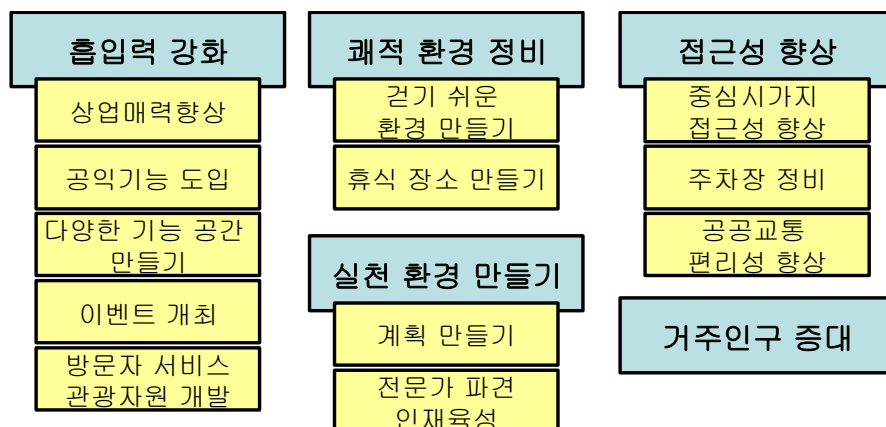 흡입력 강화
상업매력향상
공익기능 도입
다양한 기능 공간
만들기
이벤트 개최
방문자 서비스
관광자원 개발
쾌적 환경 정비
걷기 쉬운
환경 만들기
휴식 장소 만들기
실천 환경 만들기
계획 만들기
전문가 파견
인재육성
접근성 향상
중심시가지
접근성 향상
주차장 정비
공공교통
편리성 향상
거주인구 증대